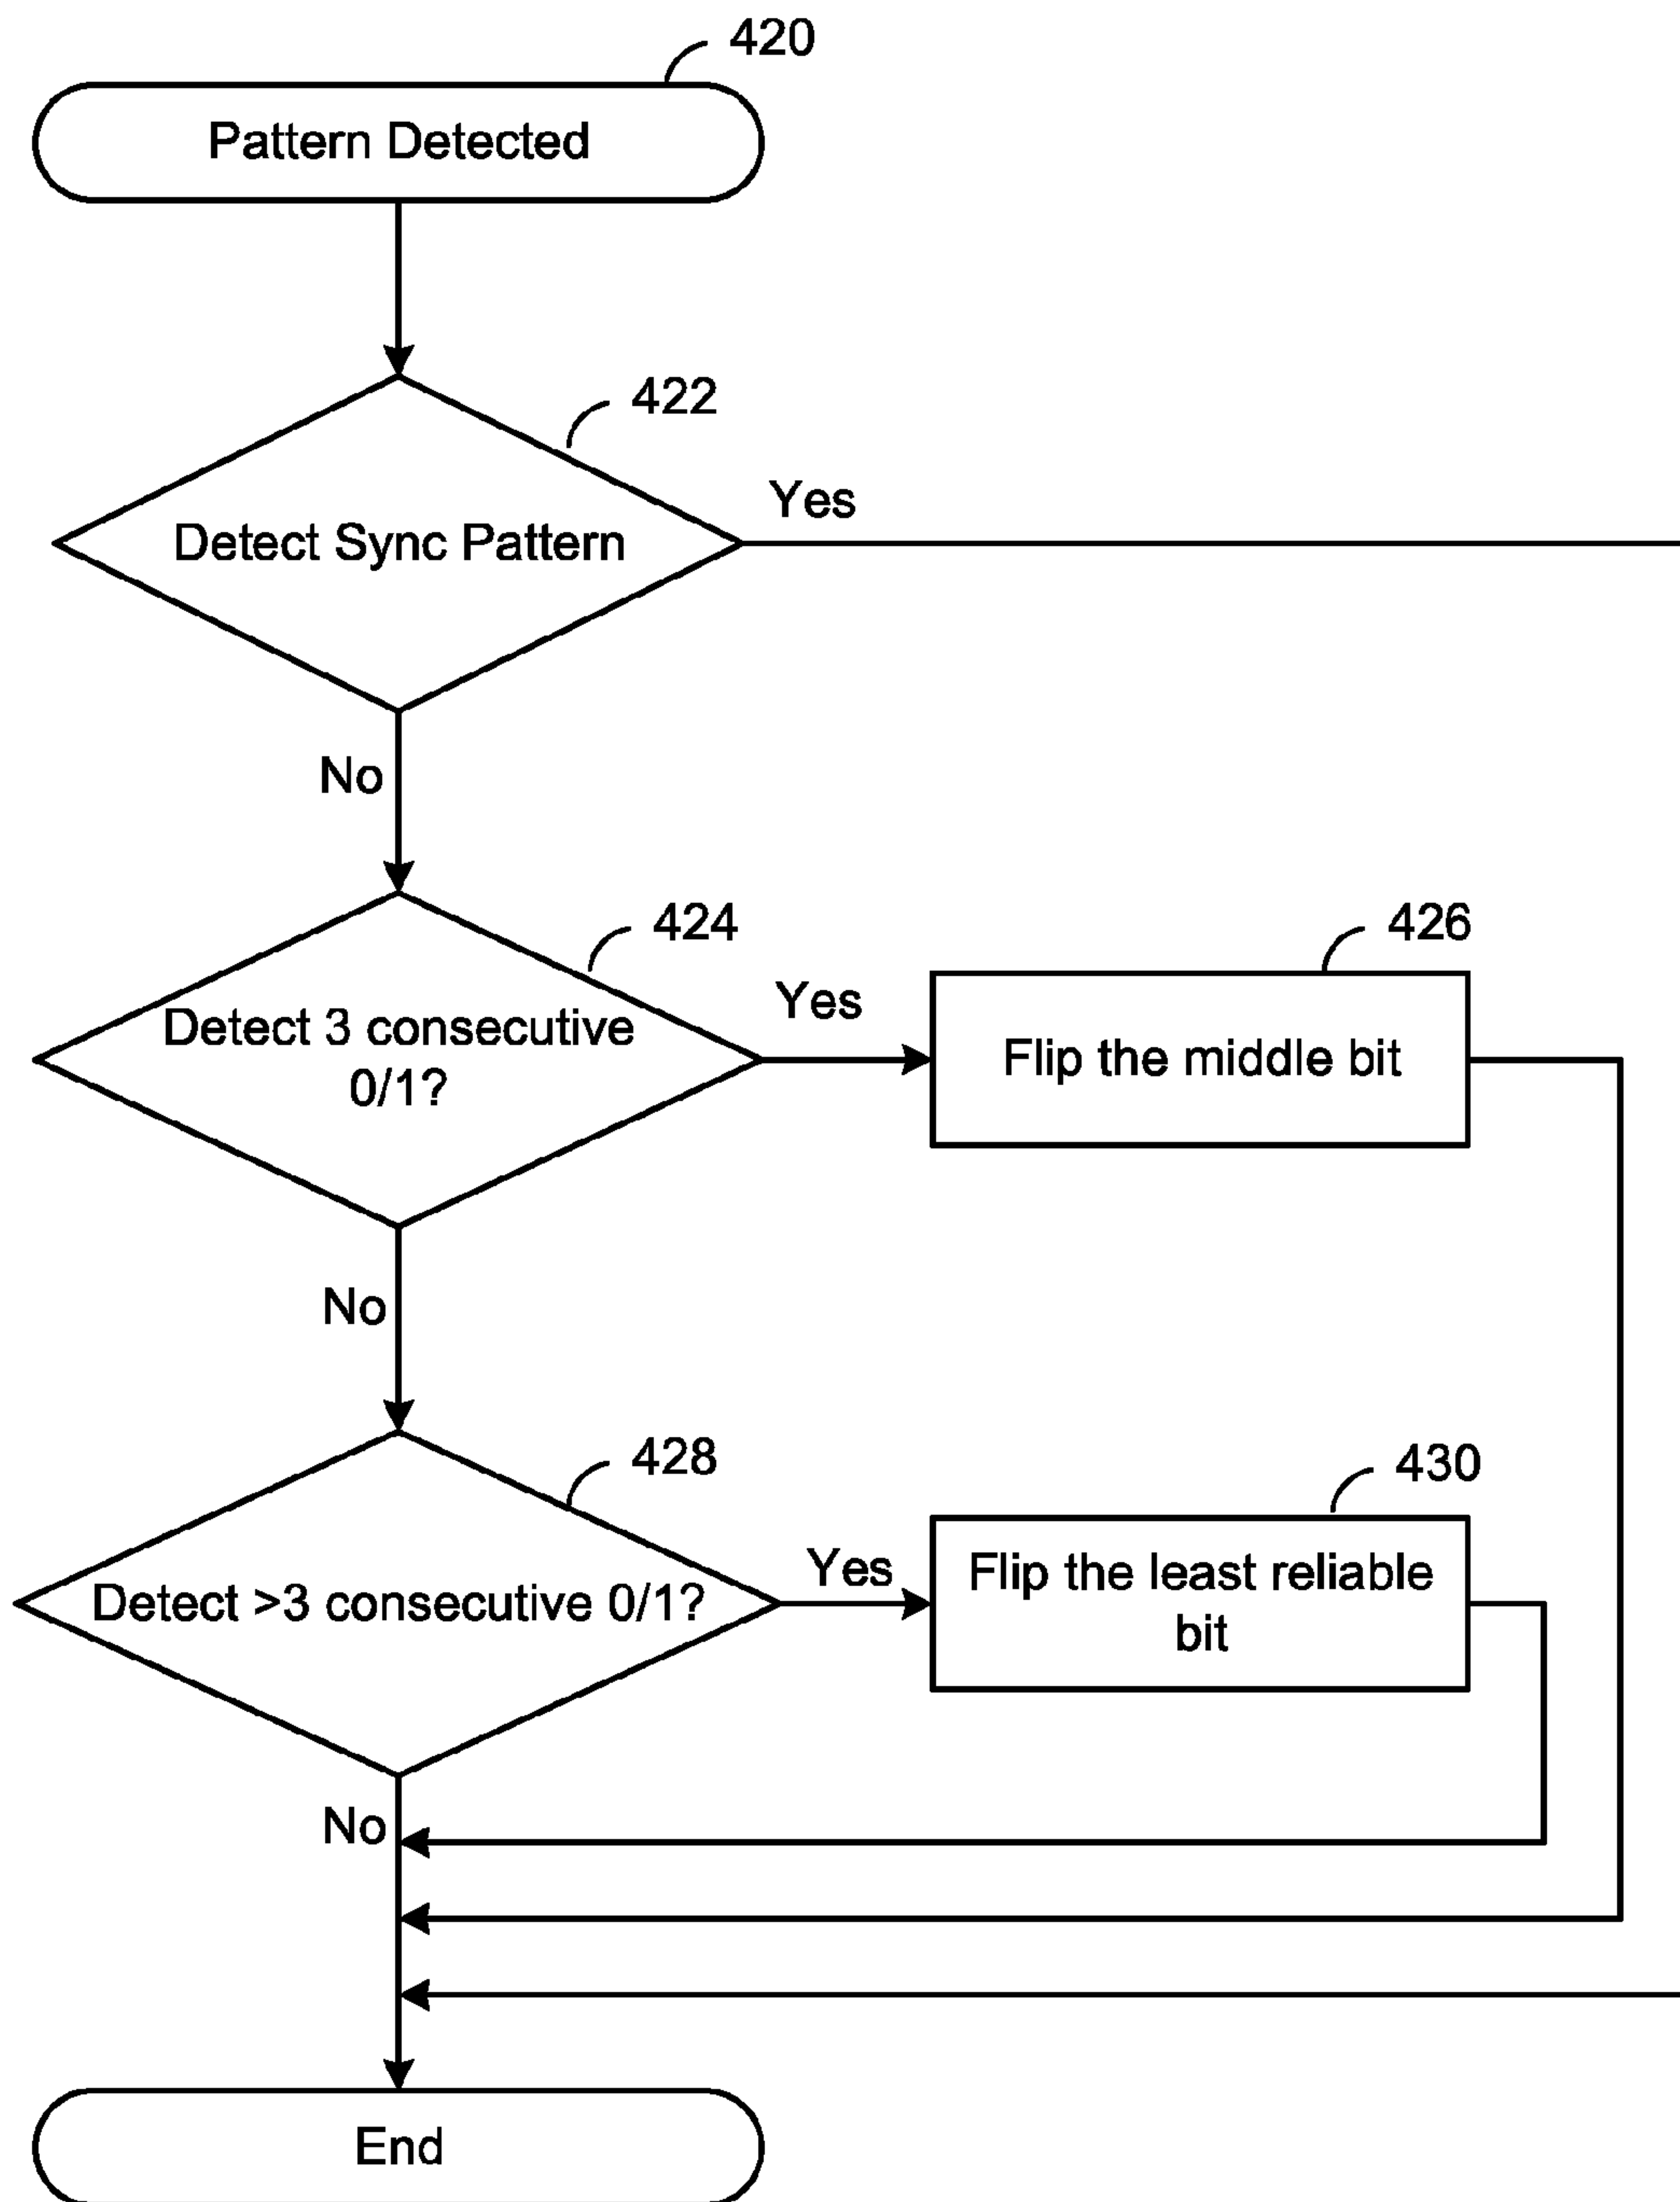 420
Pattern Detected
422
Yes
Detect Sync Pattern
No
424
426
Yes
Detect 3 consecutive
0/1?
Flip the middle bit
No
428
430
Yes
Detect >3 consecutive 0/1?
Flip the least reliable
bit
No
End